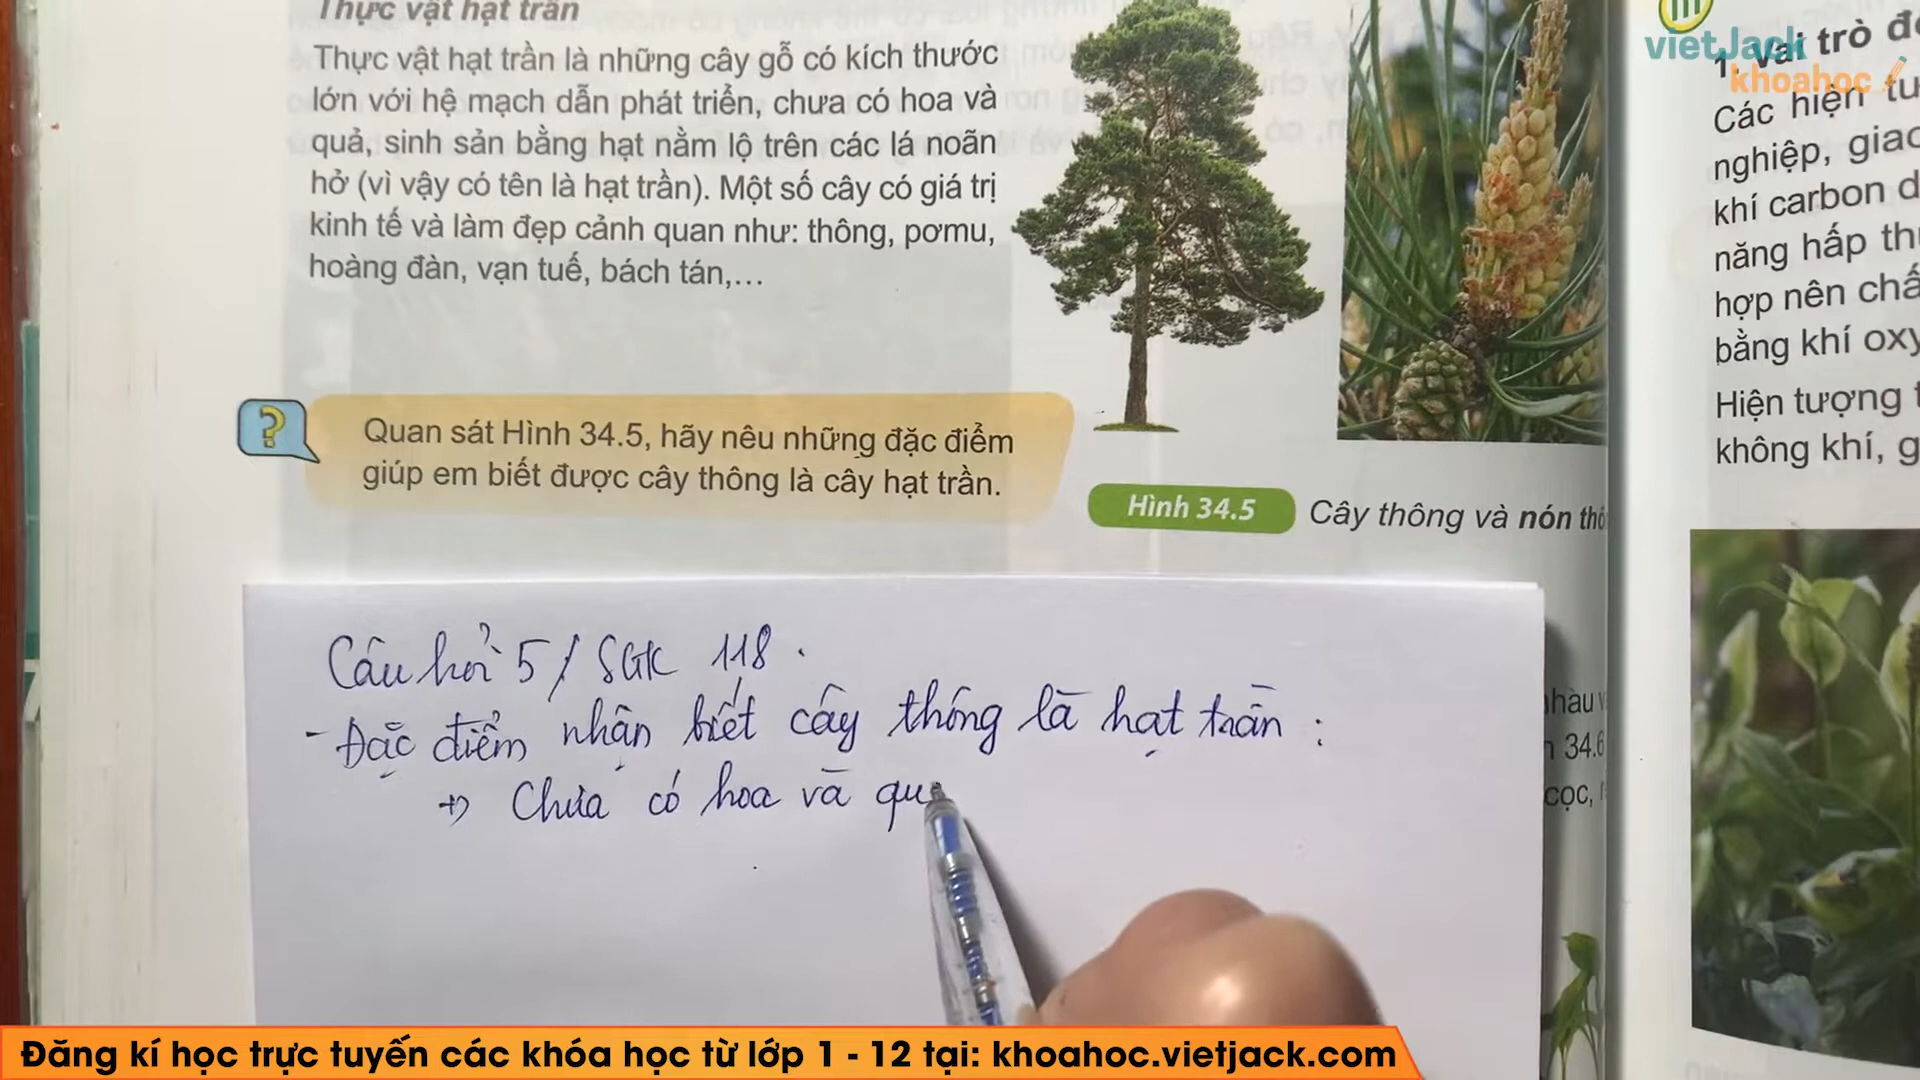 Thực vật hạt trần
Thực vật hạt trần là những cây gỗ có kích thước
lớn với hệ mạch dẫn phát triển, chưa có hoa và
quả, sinh sản bằng hạt nằm lộ trên các lá noãn
hở (vì vậy có tên là hạt trần). Một số cây có giá trị
kinh tế và làm đẹp cảnh quan như: thông, pơmu,
hoàng đàn, vạn tuế, bách tán,...
Quan sát Hình 34.5, hãy nêu những đặc điểm
giúp em biết được cây thông là cây hạt trần.
Hình 34.5 Cây thông và nón thô
Câu hỏi 5 / SGK 118.
- Đặc điểm nhận biết cây thông là hạt trần :
+) Chưa có hoa và qu
vietJack
khoahoc
1. Vai trò đ
Các hiện tư
nghiệp, giao
khí carbon d
năng hấp th
hợp nên chấ
bằng khí oxy
Hiện tượng t
không khí, g
nhàu v
34.6
cọc,
Đăng kí học trực tuyến các khóa học từ lớp 1 - 12 tại: khoahoc.vietjack.com